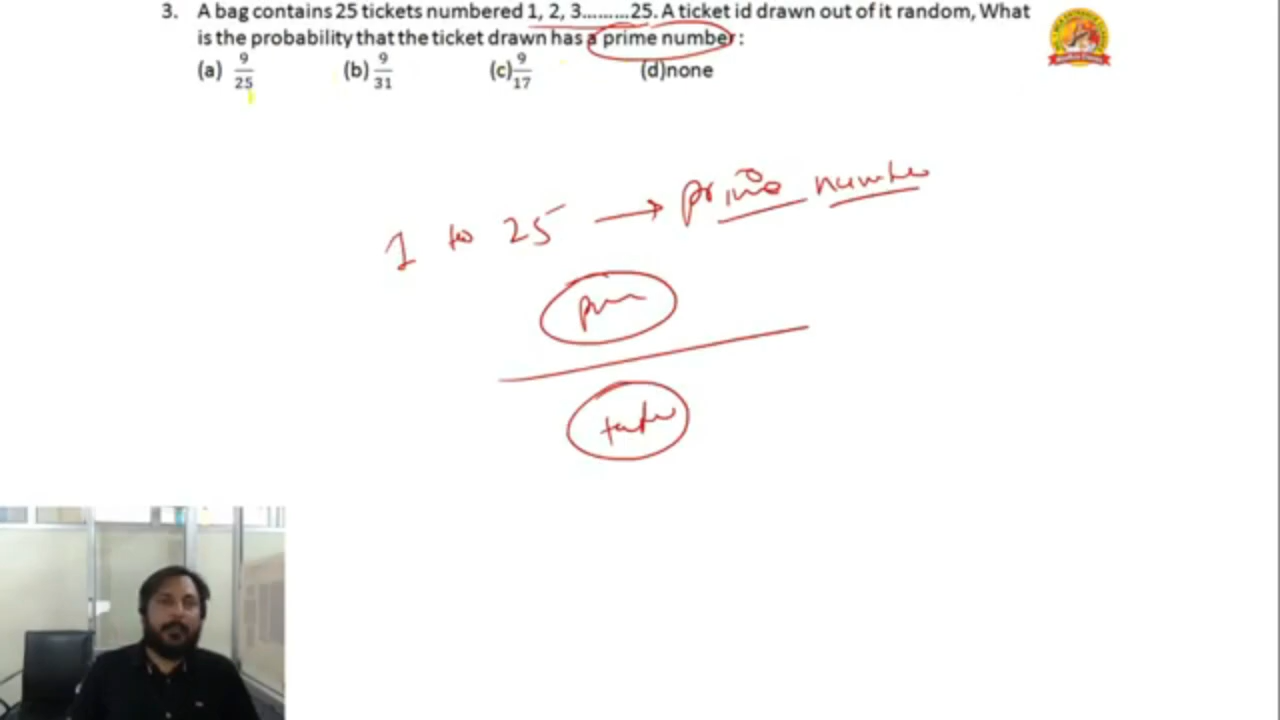 3. A bag contains 25 tickets numbered 1, 2, 3.........25. A ticket id drawn out of it random, What
is the probability that the ticket drawn has a prime number:
(a) 9/25 (b) 9/31 (c) 9/17 (d)none
1 to 25 → prime number